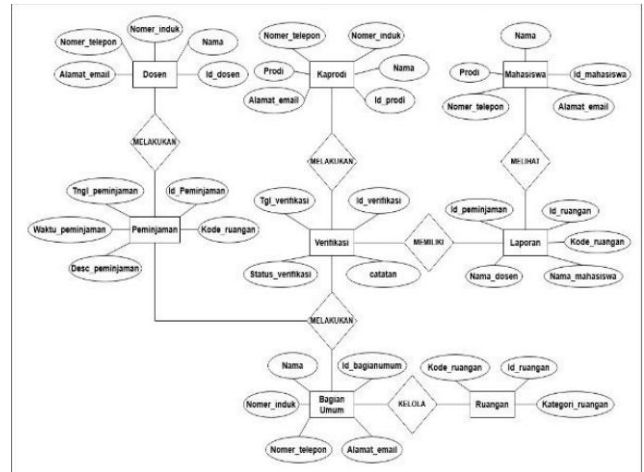 Nomer_induk
Nomer_telepon
Nama
Alamat_email
Dosen
Id_dosen
Nomer_telepon
Nomer_induk
Prodi
Kaprodi
Nama
Alamat_email
Id_prodi
Nama
Prodi
Mahasiswa
Id_mahasiswa
Nomer_telepon
Alamat_email
MELAKUKAN
MELAKUKAN
MELIHAT
Tngl_peminjaman
Id_Peminjaman
Waktu_peminjaman
Peminjaman
Kode_ruangan
Desc_peminjaman
Tgl_verifikasi
Id_verifikasi
Verifikasi
Status_verifikasi
catatan
MEMILIKI
Id_peminjaman
Id_ruangan
Laporan
Kode_ruangan
Nama_dosen
Nama_mahasiswa
MELAKUKAN
Nama
Id_bagianumum
Nomer_induk
Bagian
Umum
Nomer_telepon
Alamat_email
KELOLA
Kode_ruangan
Id_ruangan
Ruangan
Kategori_ruangan